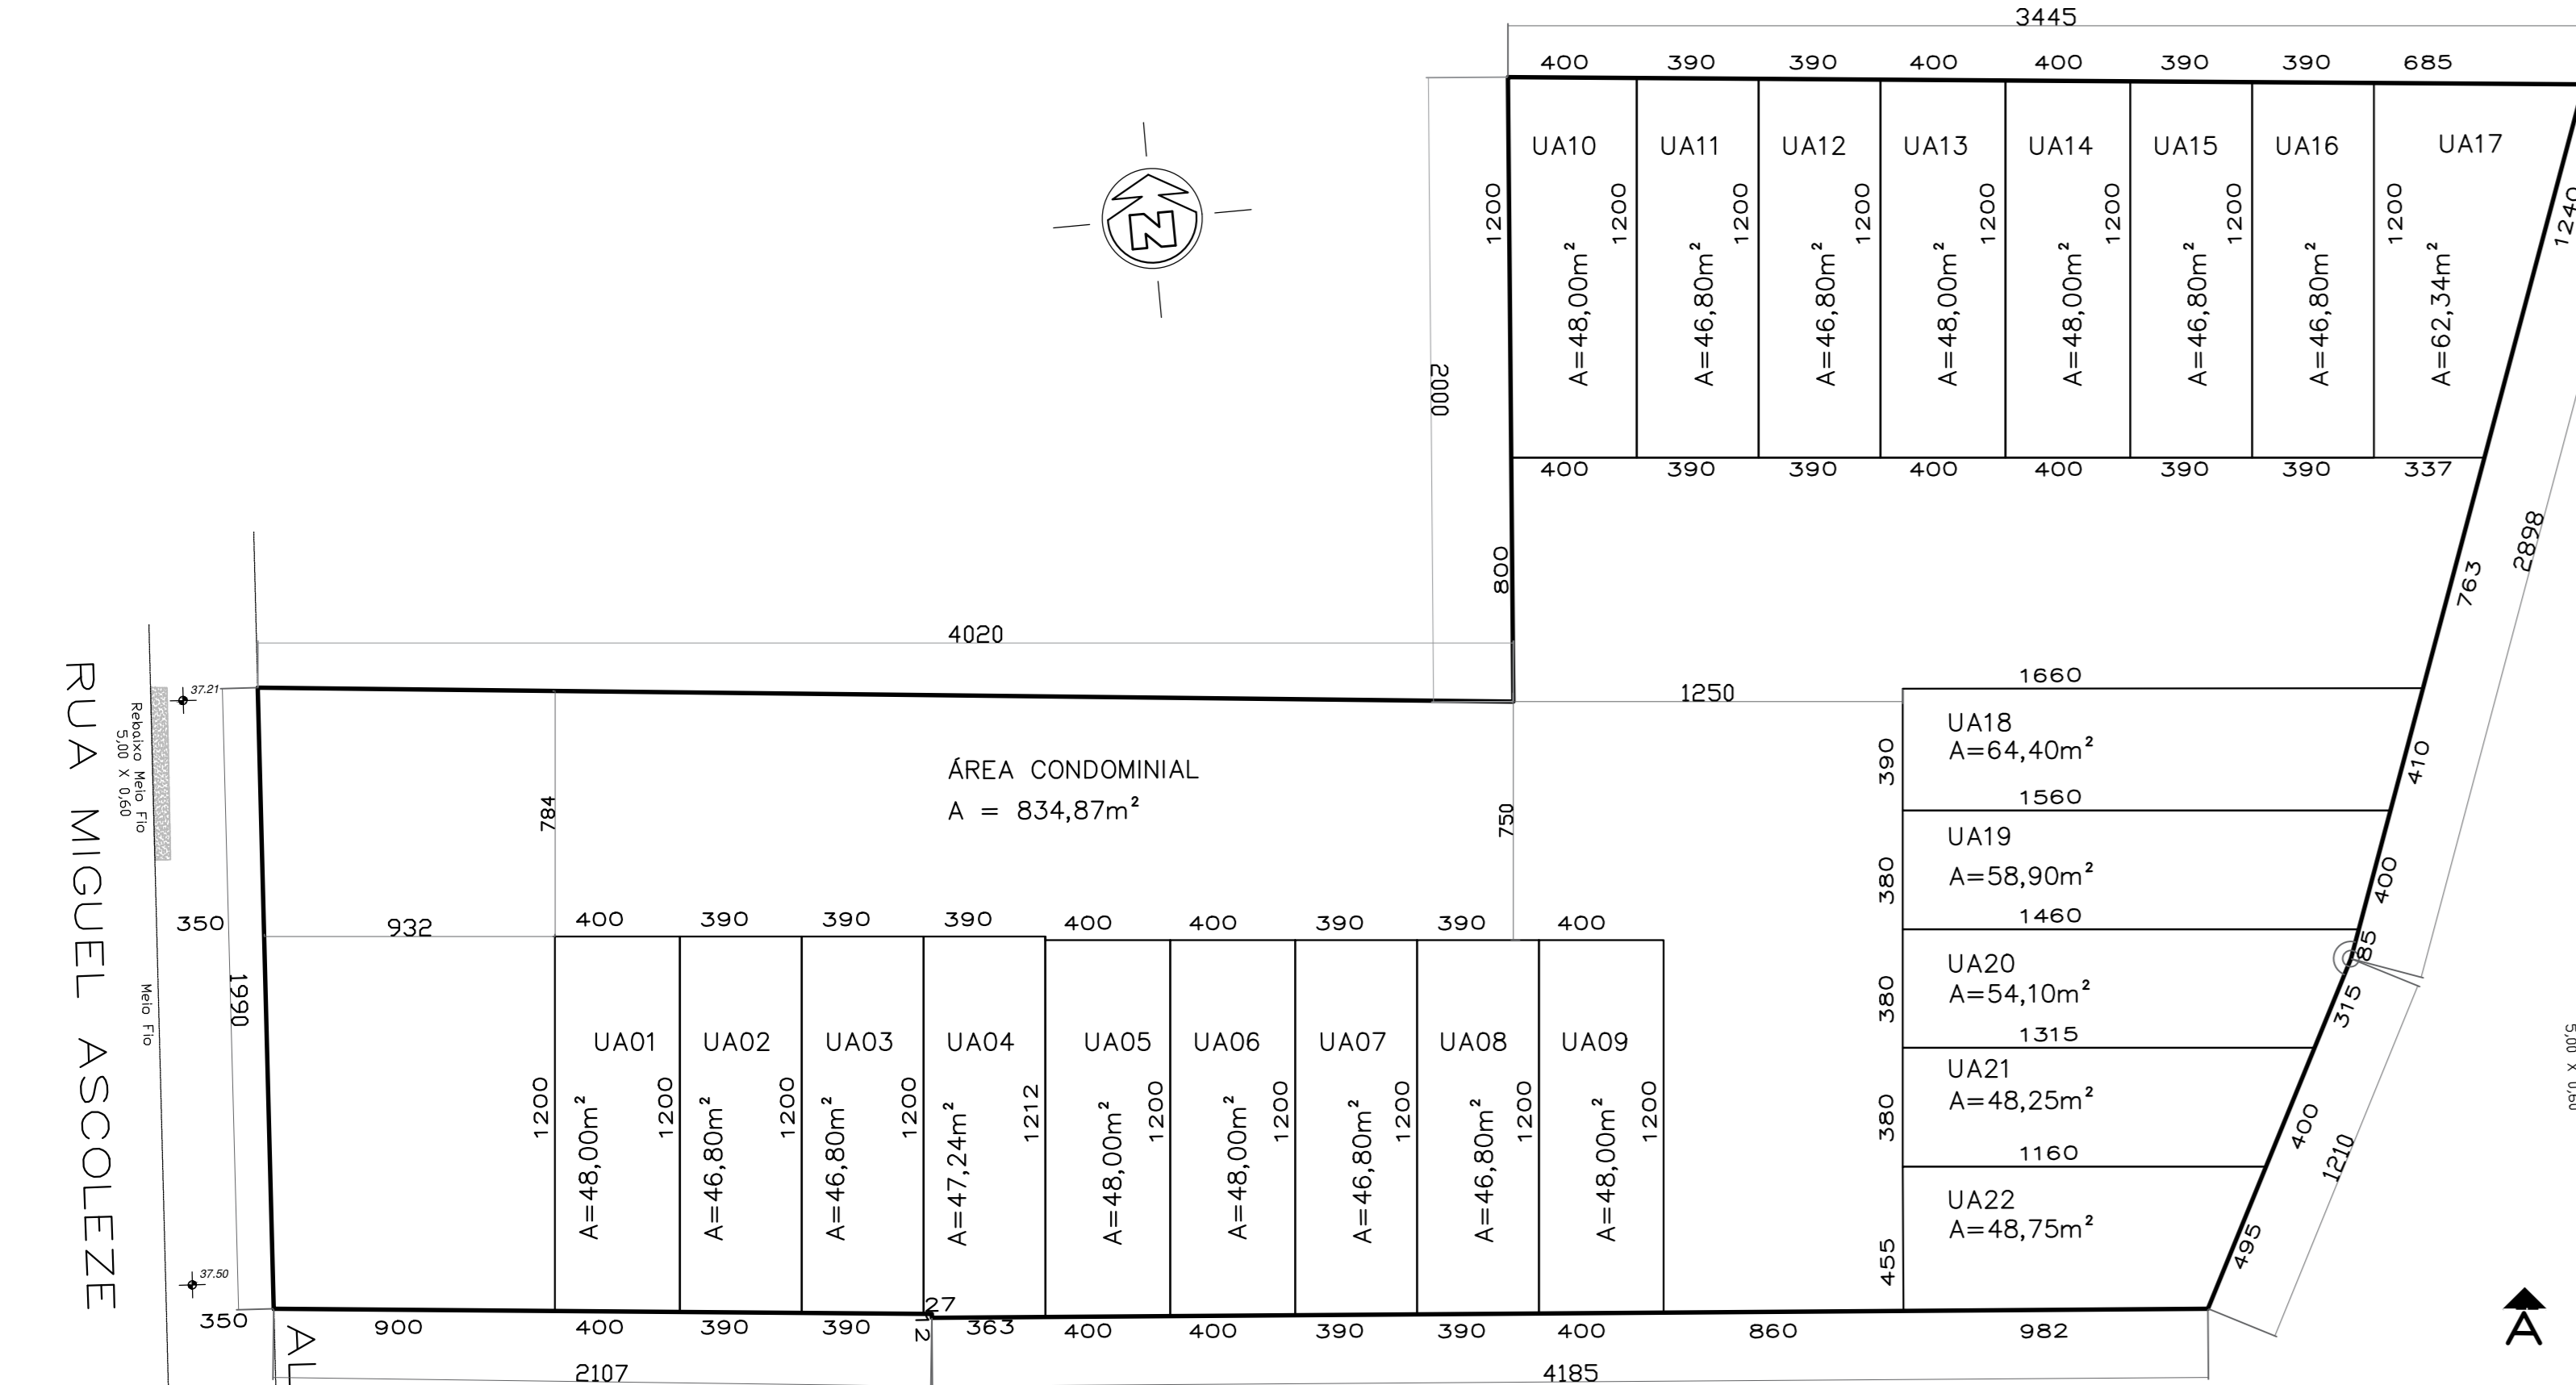 3445
400 390 390 400 400 390 390 685
UA10 UA11 UA12 UA13 UA14 UA15 UA16 UA17
1200 1200 1200 1200 1200 1200 1200 1200 1240
A=48,00m² A=46,80m² A=46,80m² A=48,00m² A=48,00m² A=46,80m² A=46,80m² A=62,34m²
N
2000
400 390 390 400 400 390 390 337
800
2898
763
4020
1250
1660
37.21
RUA MIGUEL ASCOLEZE
Rebaixo Meio Fio
5,00 X 0,60
Meio Fio
ÁREA CONDOMINIAL
A = 834,87m²
784
750
390
UA18
A=64,40m²
410
1560
380
UA19
A=58,90m²
400
1460
350
1990
932
400 390 390 390 400 400 390 390 400
380
UA20
A=54,10m²
85
315
1315
UA01 UA02 UA03 UA04 UA05 UA06 UA07 UA08 UA09
1200 1200 1200 1200 1212 1200 1200 1200 1200 1200
A=48,00m² A=46,80m² A=46,80m² A=47,24m² A=48,00m² A=48,00m² A=46,80m² A=46,80m² A=48,00m²
380
UA21
A=48,25m²
400
1210
1160
455
UA22
A=48,75m²
495
5,00 X 0,60
37.50
350
900 400 390 390 27 12 363 400 400 390 390 400 860 982
AL
2107
4185
A